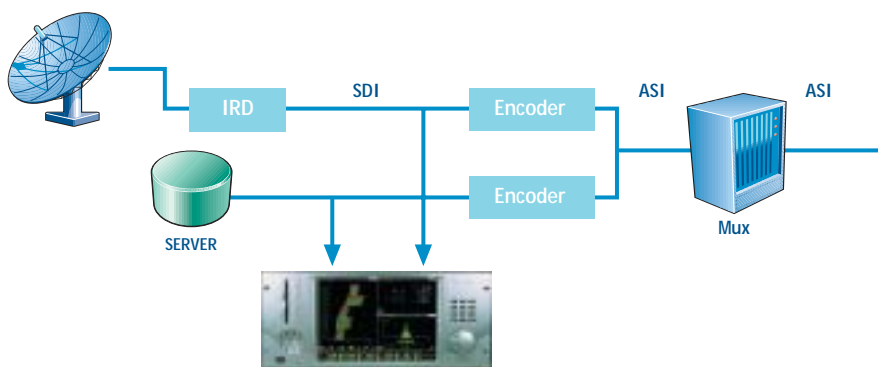 SDI
ASI
ASI
IRD
Encoder
Encoder
SERVER
Mux